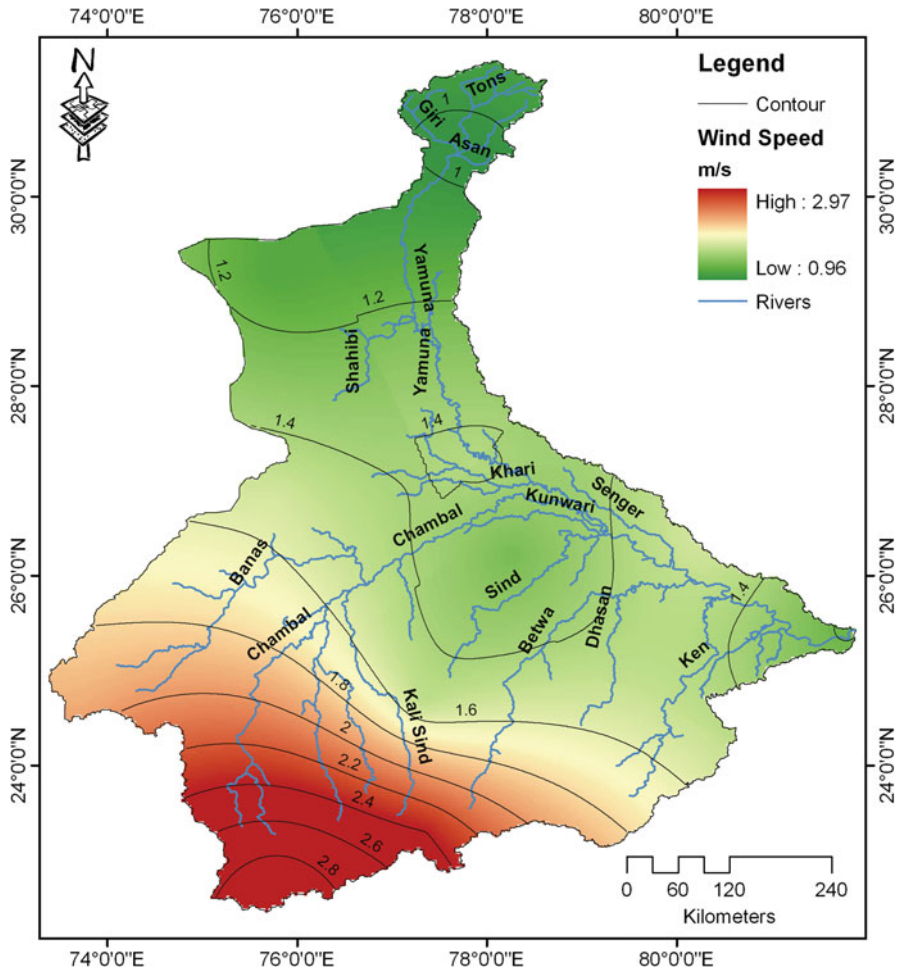 74°0'0"E 76°0'0"E 78°0'0"E 80°0'0"E
N
Legend
Contour
Wind Speed
m/s
High : 2.97
Low : 0.96
Rivers
30°0'0"N
28°0'0"N
26°0'0"N
24°0'0"N
30°0'0"N
28°0'0"N
26°0'0"N
24°0'0"N
Tons
1
Giri
Asan
1
Yamuna
1.2
1.2
Shahibi
Yamuna
1.4
1.4
Khari
Senger
Kunwari
Chambal
Banas
Sind
1.4
Betwa
Dhasan
Chambal
Ken
1.8
Kali Sind
1.6
2
2.2
2.4
2.6
2.8
0 60 120 240
Kilometers
74°0'0"E 76°0'0"E 78°0'0"E 80°0'0"E